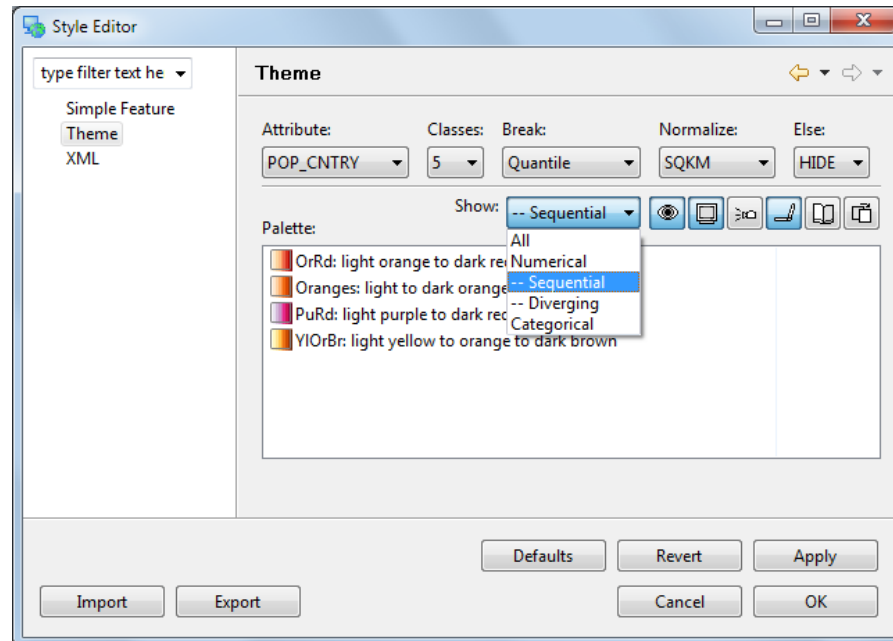 Style Editor
type filter text he
Simple Feature
Theme
XML
Theme
Attribute: Classes: Break: Normalize: Else:
POP_CNTRY 5 Quantile SQKM HIDE
Show: -- Sequential
Palette:
All
Numerical
-- Sequential
-- Diverging
Categorical
OrRd: light orange to dark re
Oranges: light to dark orange
PuRd: light purple to dark red
YlOrBr: light yellow to orange to dark brown
Defaults Revert Apply
Import Export Cancel OK